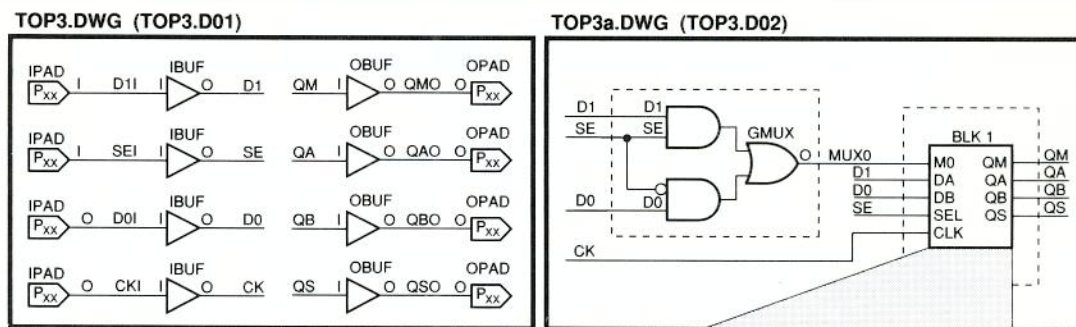 TOP3.DWG (TOP3.D01)
IPAD IBUF OBUF OPAD
PXX I D1I I O D1 QM I O QMO O PXX
IPAD IBUF OBUF OPAD
PXX I SEI I O SE QA I O QAO O PXX
IPAD IBUF OBUF OPAD
PXX O D0I I O D0 QB I O QBO O PXX
IPAD IBUF OBUF OPAD
PXX O CKI I O CK QS I O QSO O PXX
TOP3a.DWG (TOP3.D02)
D1 D1
SE SE GMUX BLK 1
O MUX0 M0 QM QM
D1 DA QA QA
D0 D0 D0 DB QB QB
SE SEL QS QS
CK CLK